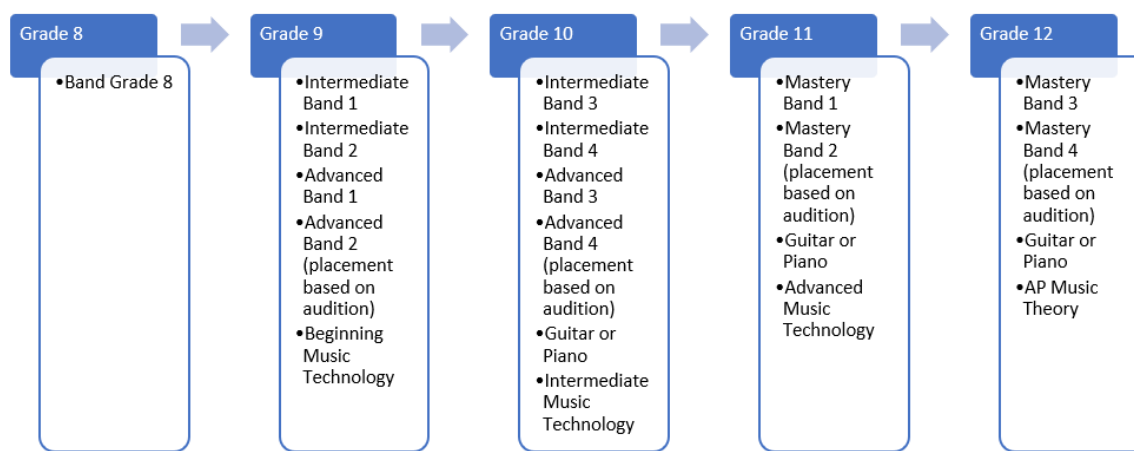 Grade 8
•Band Grade 8
Grade 9
•Intermediate
Band 1
•Intermediate
Band 2
•Advanced
Band 1
•Advanced
Band 2
(placement
based on
audition)
•Beginning
Music
Technology
Grade 10
•Intermediate
Band 3
•Intermediate
Band 4
•Advanced
Band 3
•Advanced
Band 4
(placement
based on
audition)
•Guitar or
Piano
•Intermediate
Music
Technology
Grade 11
•Mastery
Band 1
•Mastery
Band 2
(placement
based on
audition)
•Guitar or
Piano
•Advanced
Music
Technology
Grade 12
•Mastery
Band 3
•Mastery
Band 4
(placement
based on
audition)
•Guitar or
Piano
•AP Music
Theory